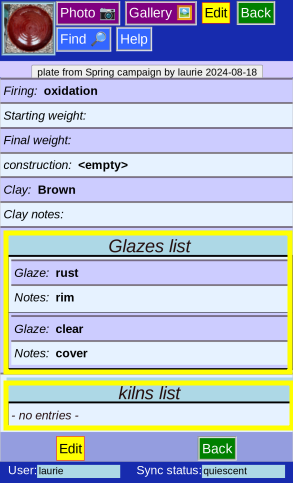 Photo 📷 Gallery 🖼️ Edit Back
Find 🔎 Help
plate from Spring campaign by laurie 2024-08-18
Firing: oxidation
Starting weight:
Final weight:
construction: <empty>
Clay: Brown
Clay notes:
Glazes list
Glaze: rust
Notes: rim
Glaze: clear
Notes: cover
kilns list
- no entries -
Edit Back
User: laurie Sync status: quiescent